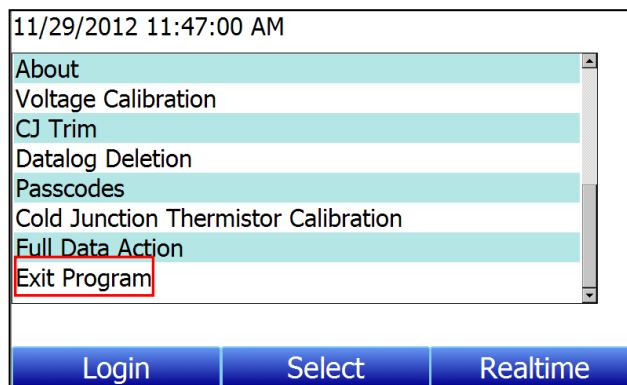 11/29/2012 11:47:00 AM
About
Voltage Calibration
CJ Trim
Datalog Deletion
Passcodes
Cold Junction Thermistor Calibration
Full Data Action
Exit Program
Login Select Realtime